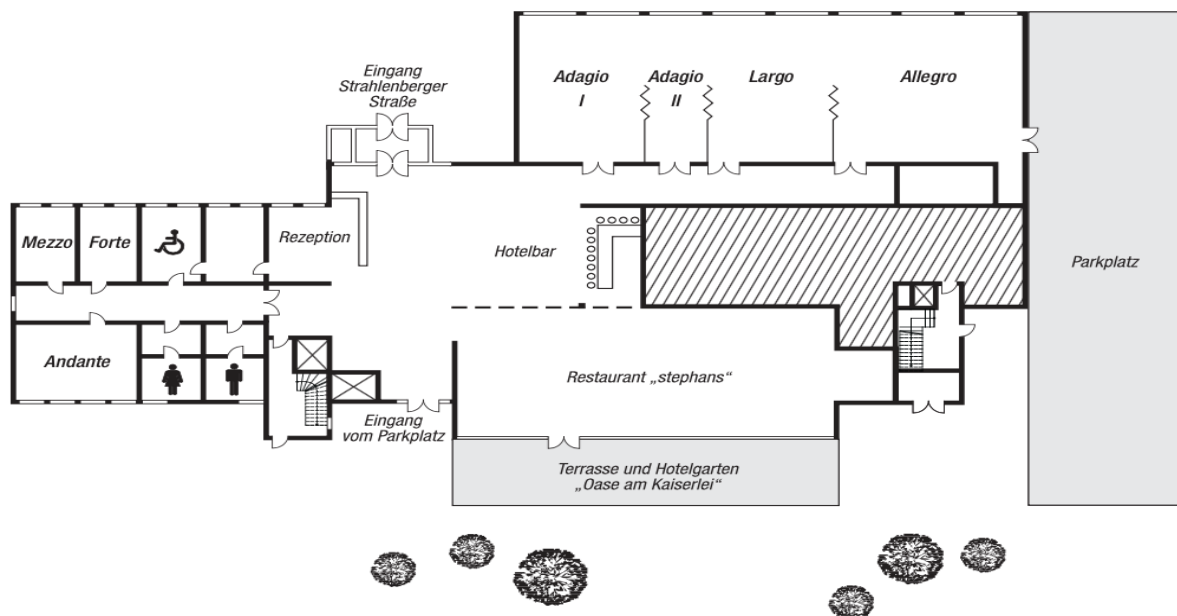 Eingang
Strahlenberger
Straße
Adagio
I
Adagio
II
Largo
Allegro
Mezzo
Forte
Rezeption
Hotelbar
Parkplatz
Andante
Restaurant „stephans“
Eingang
vom Parkplatz
Terrasse und Hotelgarten
„Oase am Kaiserlei“